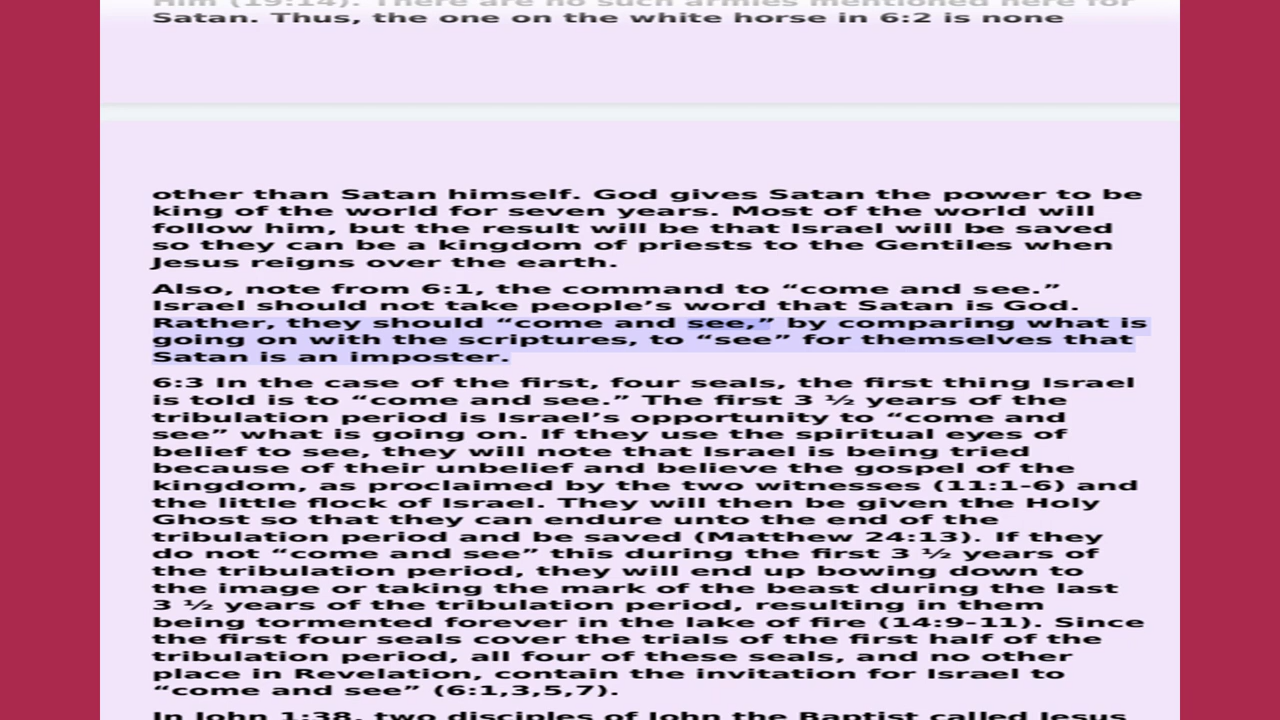 Him (19:14). There are no such armies mentioned here for
Satan. Thus, the one on the white horse in 6:2 is none
other than Satan himself. God gives Satan the power to be
king of the world for seven years. Most of the world will
follow him, but the result will be that Israel will be saved
so they can be a kingdom of priests to the Gentiles when
Jesus reigns over the earth.
Also, note from 6:1, the command to “come and see.”
Israel should not take people’s word that Satan is God.
Rather, they should “come and see,” by comparing what is
going on with the scriptures, to “see” for themselves that
Satan is an imposter.
6:3 In the case of the first, four seals, the first thing Israel
is told is to “come and see.” The first 3 ½ years of the
tribulation period is Israel’s opportunity to “come and
see” what is going on. If they use the spiritual eyes of
belief to see, they will note that Israel is being tried
because of their unbelief and believe the gospel of the
kingdom, as proclaimed by the two witnesses (11:1-6) and
the little flock of Israel. They will then be given the Holy
Ghost so that they can endure unto the end of the
tribulation period and be saved (Matthew 24:13). If they
do not “come and see” this during the first 3 ½ years of
the tribulation period, they will end up bowing down to
the image or taking the mark of the beast during the last
3 ½ years of the tribulation period, resulting in them
being tormented forever in the lake of fire (14:9-11). Since
the first four seals cover the trials of the first half of the
tribulation period, all four of these seals, and no other
place in Revelation, contain the invitation for Israel to
“come and see” (6:1,3,5,7).
In John 1:38, two disciples of John the Baptist called Jesus